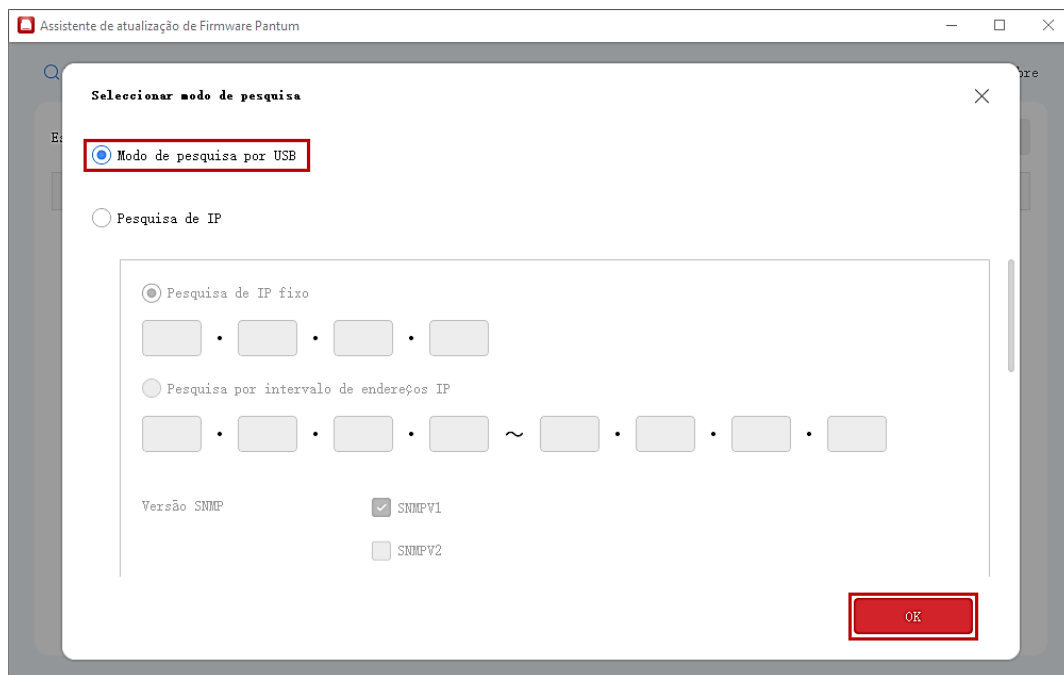 Assistente de atualização de Firmware Pantum
Seleccionar modo de pesquisa
Modo de pesquisa por USB
Pesquisa de IP
Pesquisa de IP fixo
Pesquisa por intervalo de endereços IP
~
Versão SNMP
SNMPV1
SNMPV2
OK